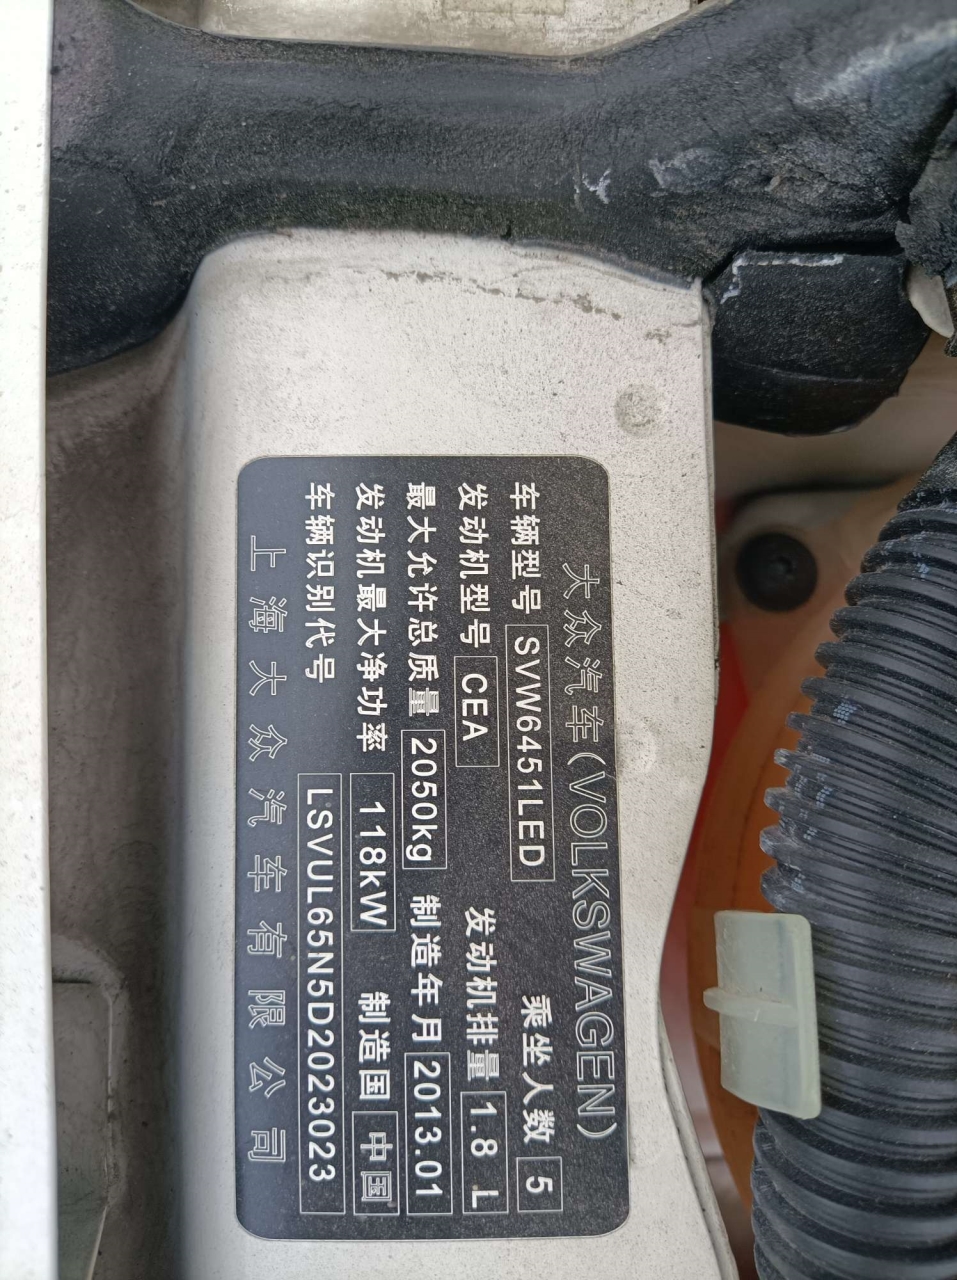 大众汽车(VOLKSWAGEN)
车辆型号 SVW6451LED 乘坐人数 5
发动机型号 CEA 发动机排量 1.8 L
最大允许总质量 2050kg 制造年月 2013.01
发动机最大净功率 118kW 制造国 中国
车辆识别代号 LSVUL65N5D2023023
上海大众汽车有限公司